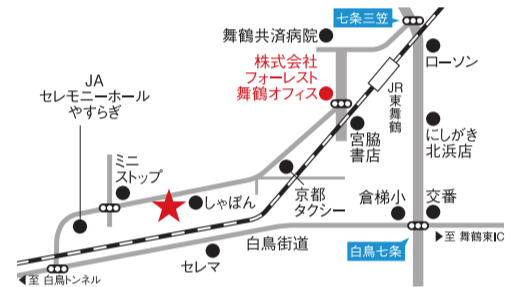 七条三笠
舞鶴共済病院
ローソン
株式会社
フォーレスト
舞鶴オフィス
JR東舞鶴
JA
セレモニーホール
やすらぎ
宮脇
書店
にしがき
北浜店
ミニ
ストップ
しゃぼん
京都
タクシー
倉梯小
交番
白鳥街道
至 舞鶴東IC
白鳥七条
セレマ
至 白鳥トンネル